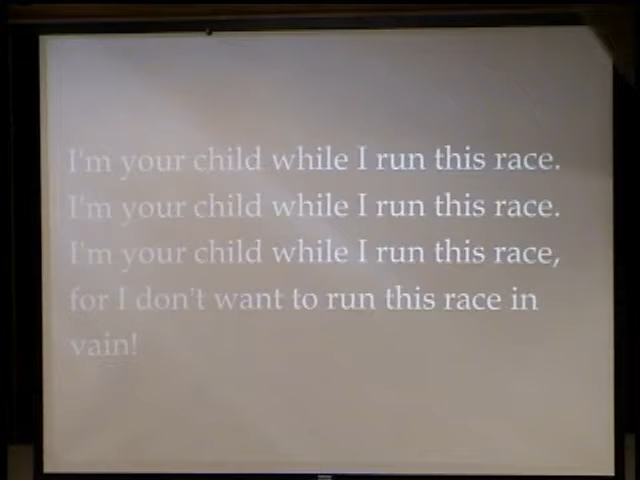 I'm your child while I run this race.
I'm your child while I run this race.
I'm your child while I run this race,
for I don't want to run this race in
vain!